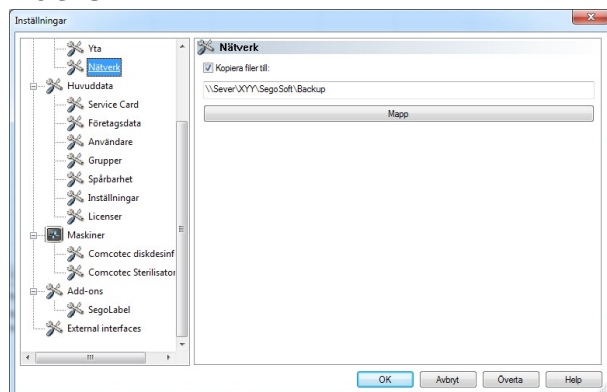 Inställningar
Yta
Nätverk
Huvuddata
Service Card
Företagsdata
Användare
Grupper
Spårbarhet
Inställningar
Licenser
Maskiner
Comcotec diskdesinf
Comcotec Sterilisator
Add-ons
SegoLabel
External interfaces
Nätverk
Kopiera filer till:
\\Sever\XYY\SegoSoft\Backup
Mapp
OK Avbryt Överta Help